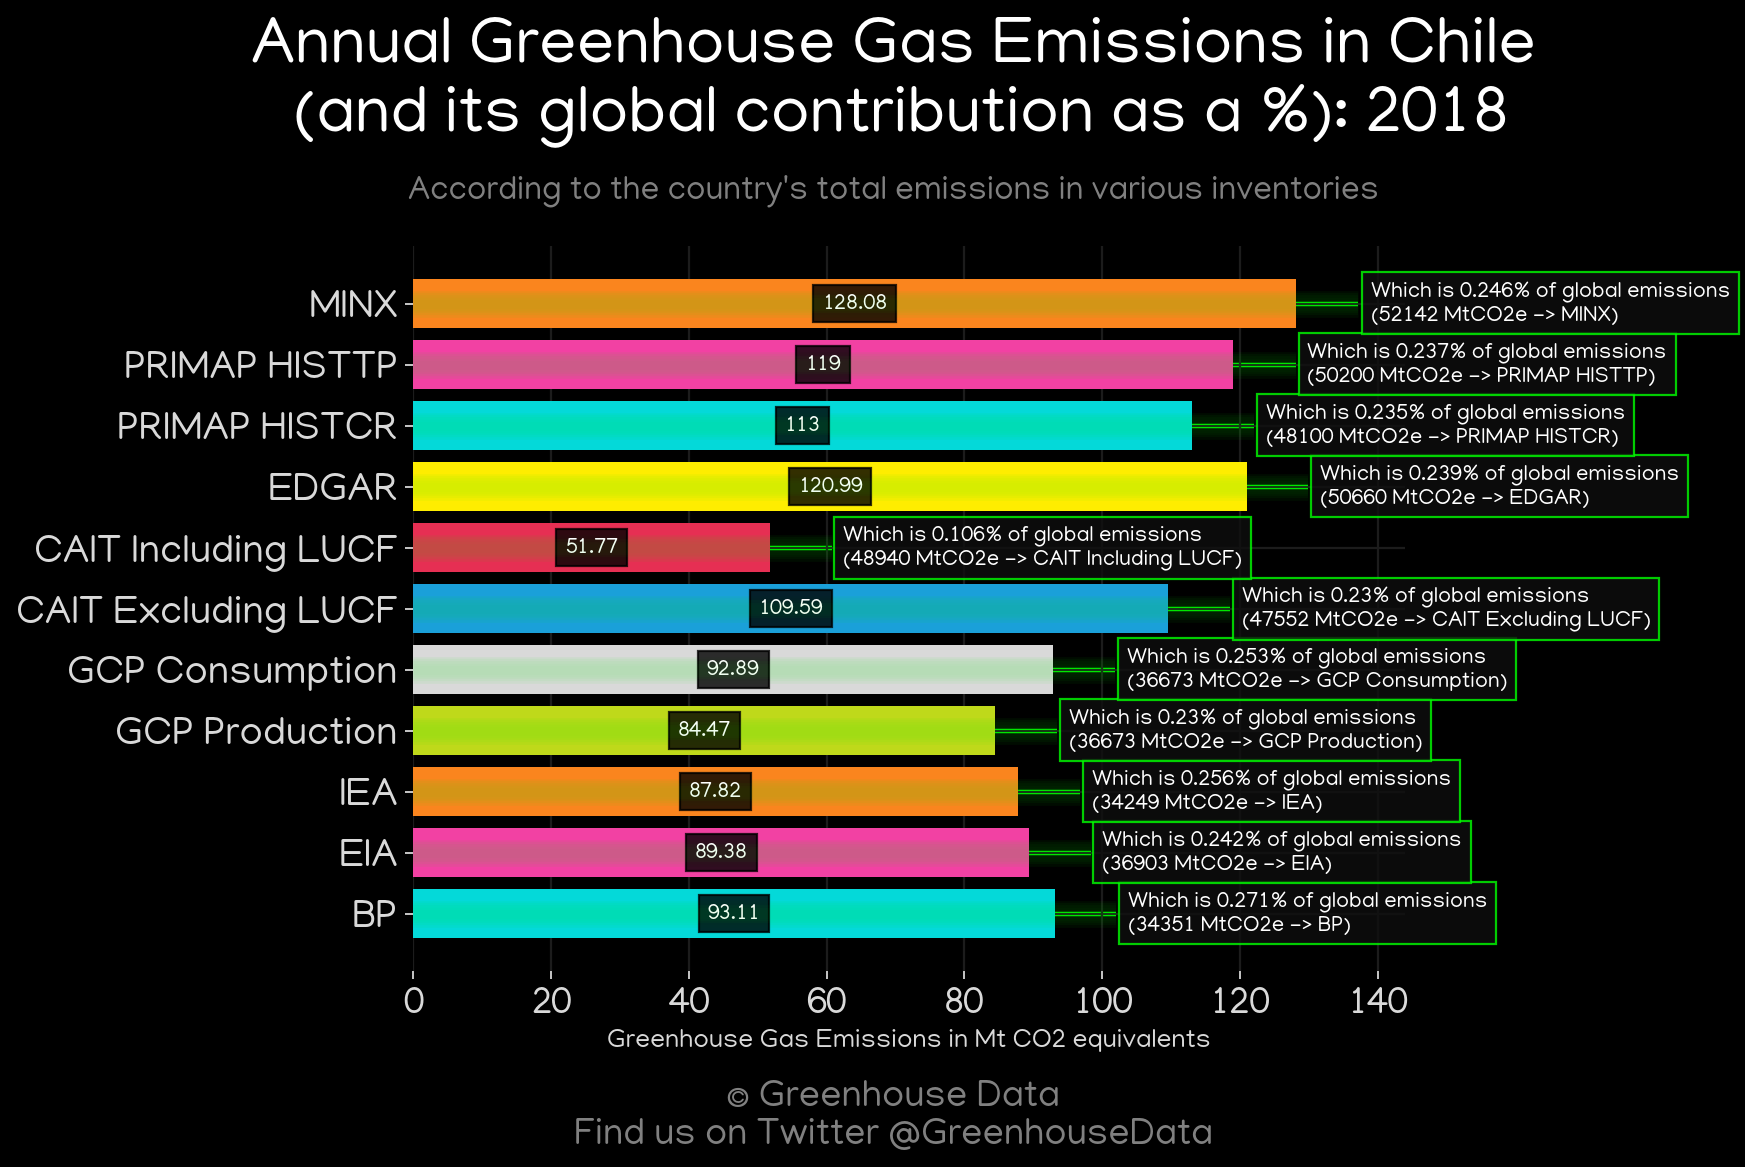 Annual Greenhouse Gas Emissions in Chile
(and its global contribution as a %): 2018
According to the country's total emissions in various inventories
MINX
128.08
Which is 0.246% of global emissions
(52142 MtCO2e -> MINX)
PRIMAP HISTTP
119
Which is 0.237% of global emissions
(50200 MtCO2e -> PRIMAP HISTTP)
PRIMAP HISTCR
113
Which is 0.235% of global emissions
(48100 MtCO2e -> PRIMAP HISTCR)
EDGAR
120.99
Which is 0.239% of global emissions
(50660 MtCO2e -> EDGAR)
CAIT Including LUCF
51.77
Which is 0.106% of global emissions
(48940 MtCO2e -> CAIT Including LUCF)
CAIT Excluding LUCF
109.59
Which is 0.23% of global emissions
(47552 MtCO2e -> CAIT Excluding LUCF)
GCP Consumption
92.89
Which is 0.253% of global emissions
(36673 MtCO2e -> GCP Consumption)
GCP Production
84.47
Which is 0.23% of global emissions
(36673 MtCO2e -> GCP Production)
IEA
87.82
Which is 0.256% of global emissions
(34249 MtCO2e -> IEA)
EIA
89.38
Which is 0.242% of global emissions
(36903 MtCO2e -> EIA)
BP
93.11
Which is 0.271% of global emissions
(34351 MtCO2e -> BP)
0 20 40 60 80 100 120 140
Greenhouse Gas Emissions in Mt CO2 equivalents
© Greenhouse Data
Find us on Twitter @GreenhouseData